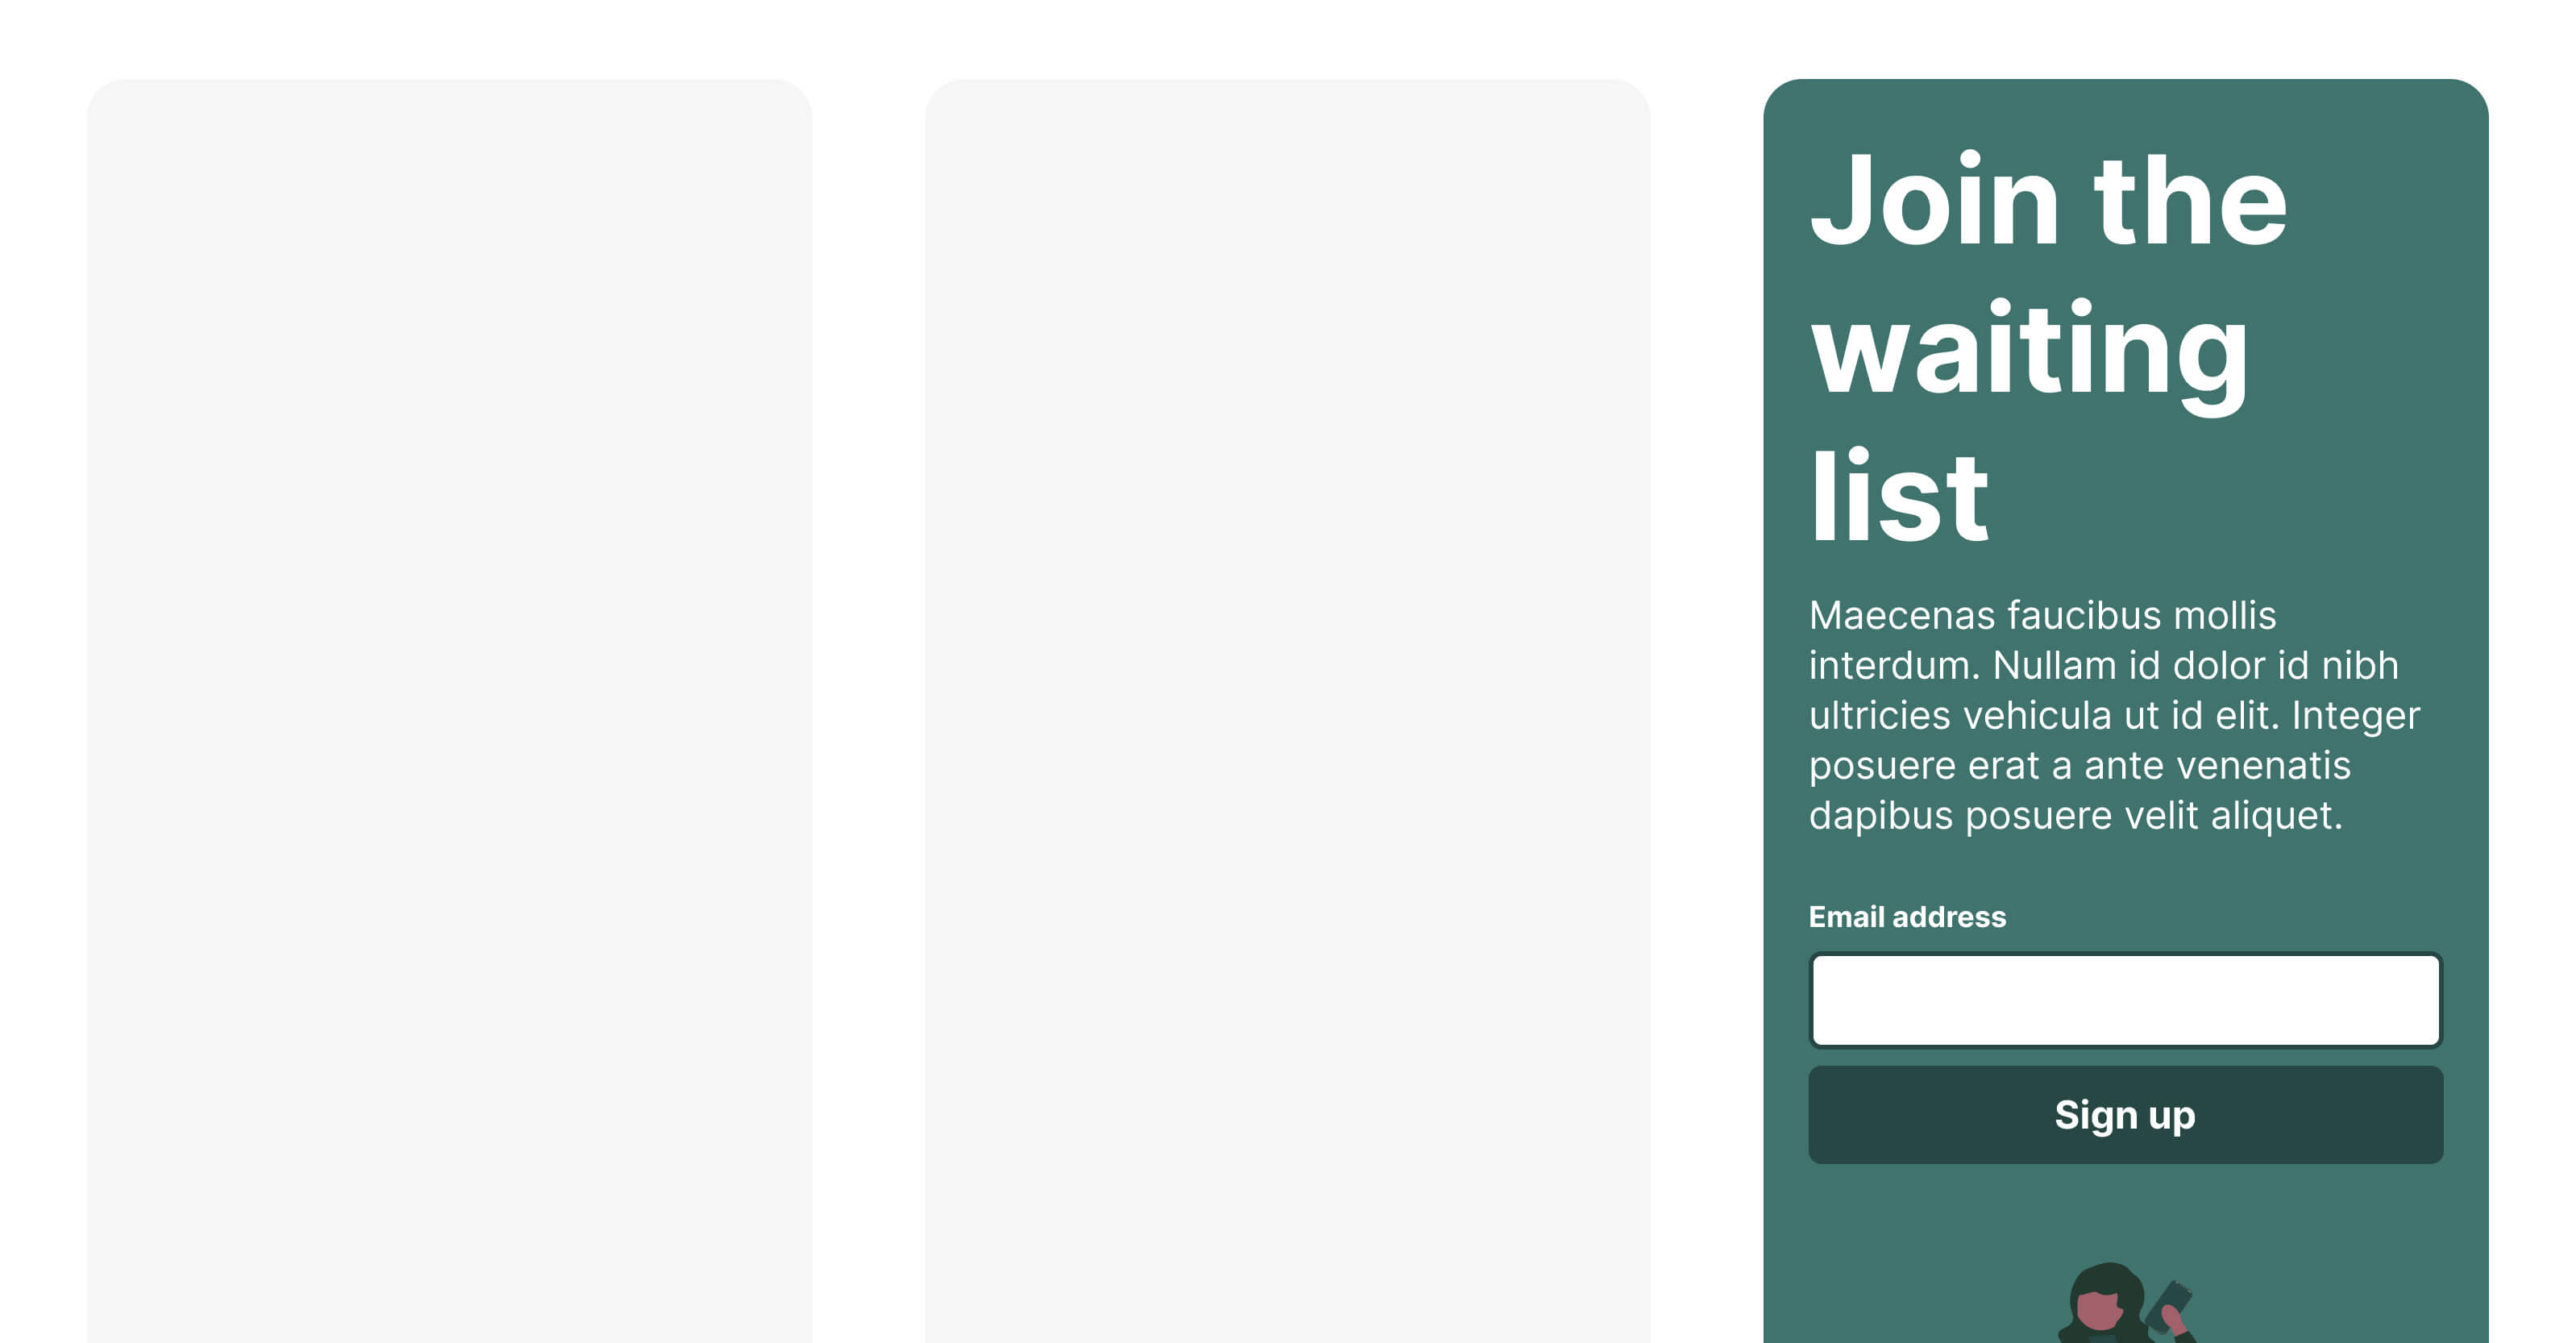 Join the
waiting
list
Maecenas faucibus mollis
interdum. Nullam id dolor id nibh
ultricies vehicula ut id elit. Integer
posuere erat a ante venenatis
dapibus posuere velit aliquet.
Email address
Sign up